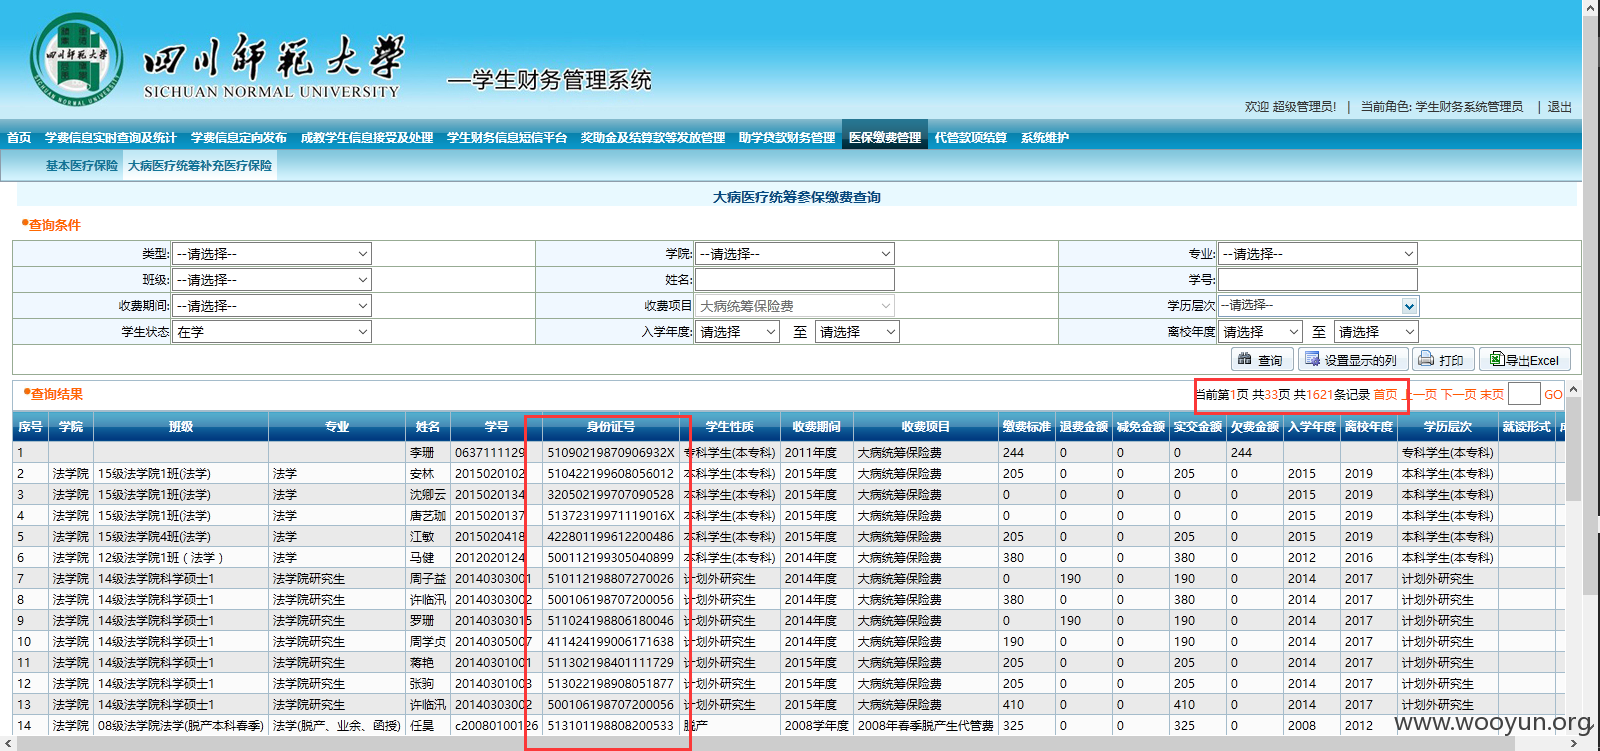 四川师范大学
SICHUAN NORMAL UNIVERSITY
—学生财务管理系统
欢迎 超级管理员! | 当前角色: 学生财务系统管理员 | 退出
首页 学费信息实时查询及统计 学费信息定向发布 成教学生信息接受及处理 学生财务信息短信平台 奖助金及结算款等发放管理 助学贷款财务管理 医保缴费管理 代管款项结算 系统维护
基本医疗保险 大病医疗统筹补充医疗保险
大病医疗统筹参保缴费查询
查询条件
类型: --请选择-- 学院: --请选择-- 专业: --请选择--
班级: --请选择-- 姓名: 学号:
收费期间: --请选择-- 收费项目 大病统筹保险费 学历层次 --请选择--
学生状态 在学 入学年度: 请选择 至 请选择 离校年度 请选择 至 请选择
查询 设置显示的列 打印 导出Excel
查询结果 当前第1页 共33页 共1621条记录 首页 上一页 下一页 末页 GO
序号 学院 班级 专业 姓名 学号 身份证号 学生性质 收费期间 收费项目 缴费标准 退费金额 减免金额 实交金额 欠费金额 入学年度 离校年度 学历层次 就读形式
1 李珊 0637111129 51090219870906932X 专科学生(本专科) 2011年度 大病统筹保险费 244 0 0 0 244 专科学生(本专科)
2 法学院 15级法学院1班(法学) 法学 安林 2015020102 510422199608056012 本科学生(本专科) 2015年度 大病统筹保险费 205 0 0 205 0 2015 2019 本科学生(本专科)
3 法学院 15级法学院1班(法学) 法学 沈卿云 2015020134 320502199707090528 本科学生(本专科) 2015年度 大病统筹保险费 0 0 0 0 0 2015 2019 本科学生(本专科)
4 法学院 15级法学院1班(法学) 法学 唐艺珈 2015020137 51372319971119016X 本科学生(本专科) 2015年度 大病统筹保险费 0 0 0 0 0 2015 2019 本科学生(本专科)
5 法学院 15级法学院4班(法学) 法学 江敏 2015020418 422801199612200486 本科学生(本专科) 2015年度 大病统筹保险费 205 0 0 205 0 2015 2019 本科学生(本专科)
6 法学院 12级法学院1班（法学） 法学 马健 2012020124 500112199305040899 本科学生(本专科) 2014年度 大病统筹保险费 380 0 0 380 0 2012 2016 本科学生(本专科)
7 法学院 14级法学院科学硕士1 法学院研究生 周子益 20140303001 510112198807270026 计划外研究生 2014年度 大病统筹保险费 0 190 0 190 0 2014 2017 计划外研究生
8 法学院 14级法学院科学硕士1 法学院研究生 许临汛 20140303002 500106198707200056 计划外研究生 2014年度 大病统筹保险费 380 0 0 380 0 2014 2017 计划外研究生
9 法学院 14级法学院科学硕士1 法学院研究生 罗珊 20140303015 511024198806180046 计划外研究生 2014年度 大病统筹保险费 0 190 0 190 0 2014 2017 计划外研究生
10 法学院 14级法学院科学硕士1 法学院研究生 周学贞 20140305007 411424199006171638 计划外研究生 2014年度 大病统筹保险费 190 0 0 190 0 2014 2017 计划外研究生
11 法学院 14级法学院科学硕士1 法学院研究生 蒋艳 20140301001 511302198401111729 计划外研究生 2015年度 大病统筹保险费 205 0 0 205 0 2014 2017 计划外研究生
12 法学院 14级法学院科学硕士1 法学院研究生 张驹 20140301003 513022198908051877 计划外研究生 2015年度 大病统筹保险费 205 0 0 205 0 2014 2017 计划外研究生
13 法学院 14级法学院科学硕士1 法学院研究生 许临汛 20140303002 500106198707200056 计划外研究生 2015年度 大病统筹保险费 410 0 0 410 0 2014 2017 计划外研究生
14 法学院 08级法学院法学(脱产本科春季) 法学(脱产、业余、函授) 任昊 c20080100126 513101198808200533 脱产 2008学年度 2008年春季脱产生代管费 325 0 0 325 0 2008 2012
www.wooyun.org